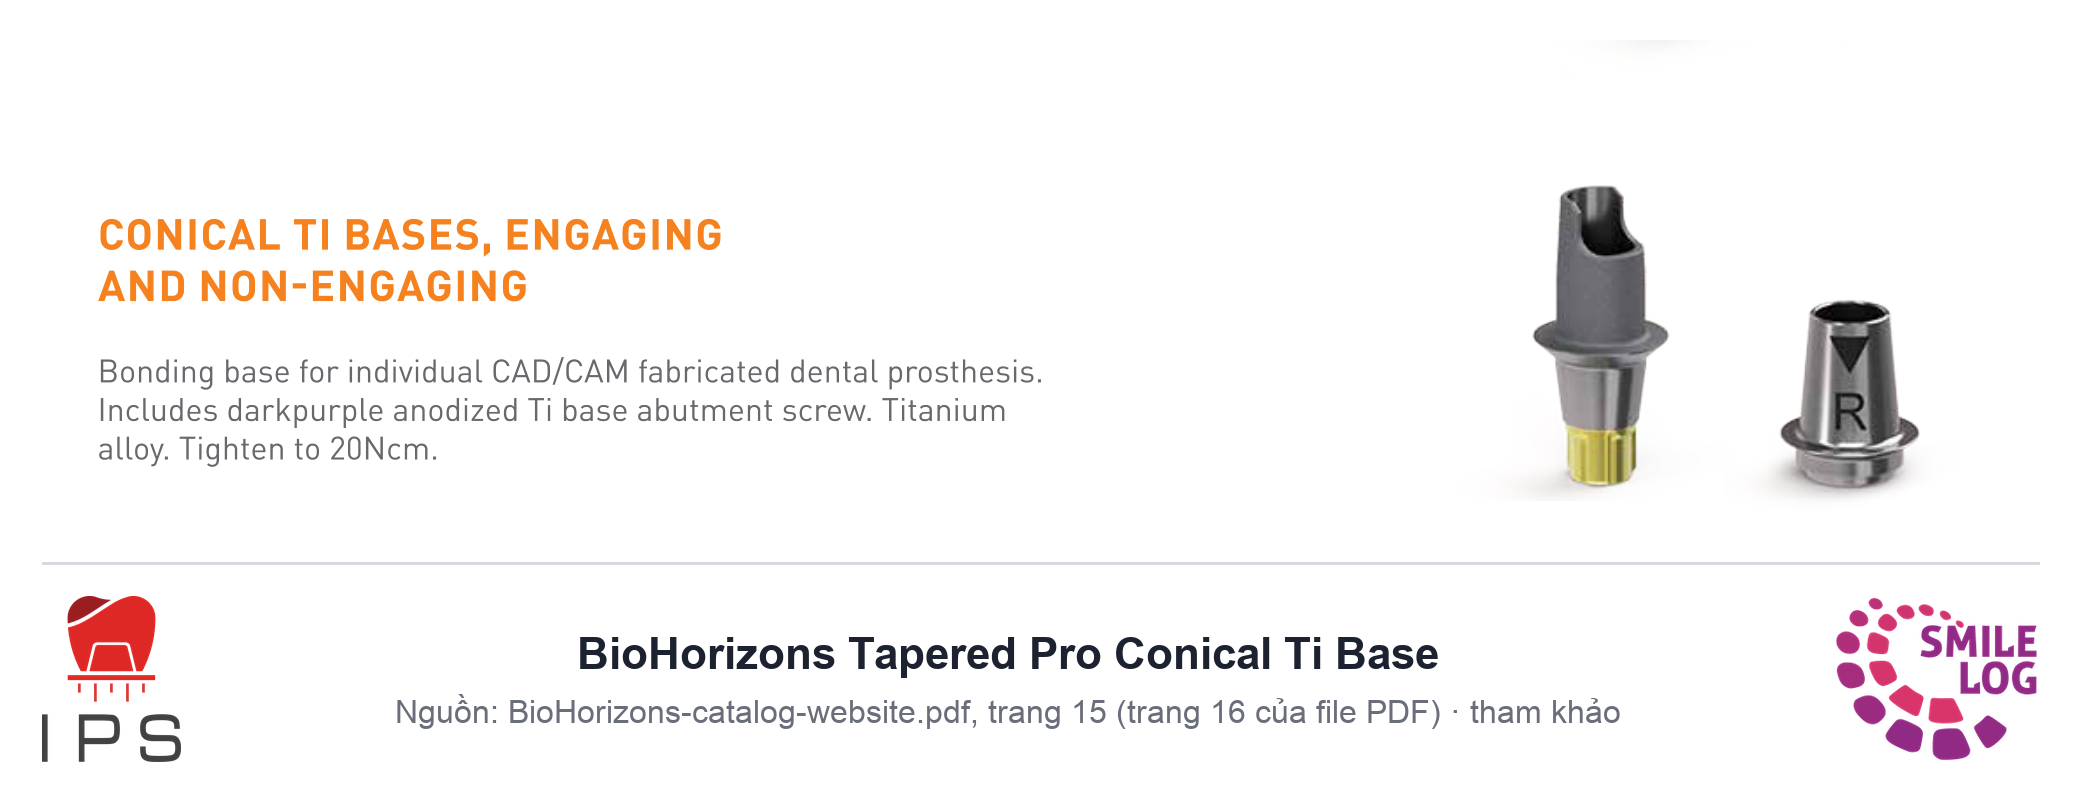 CONICAL TI BASES, ENGAGING
AND NON-ENGAGING
Bonding base for individual CAD/CAM fabricated dental prosthesis.
Includes darkpurple anodized Ti base abutment screw. Titanium
alloy. Tighten to 20Ncm.
R
IPS
BioHorizons Tapered Pro Conical Ti Base
Nguồn: BioHorizons-catalog-website.pdf, trang 15 (trang 16 của file PDF) · tham khảo
SMILE
LOG